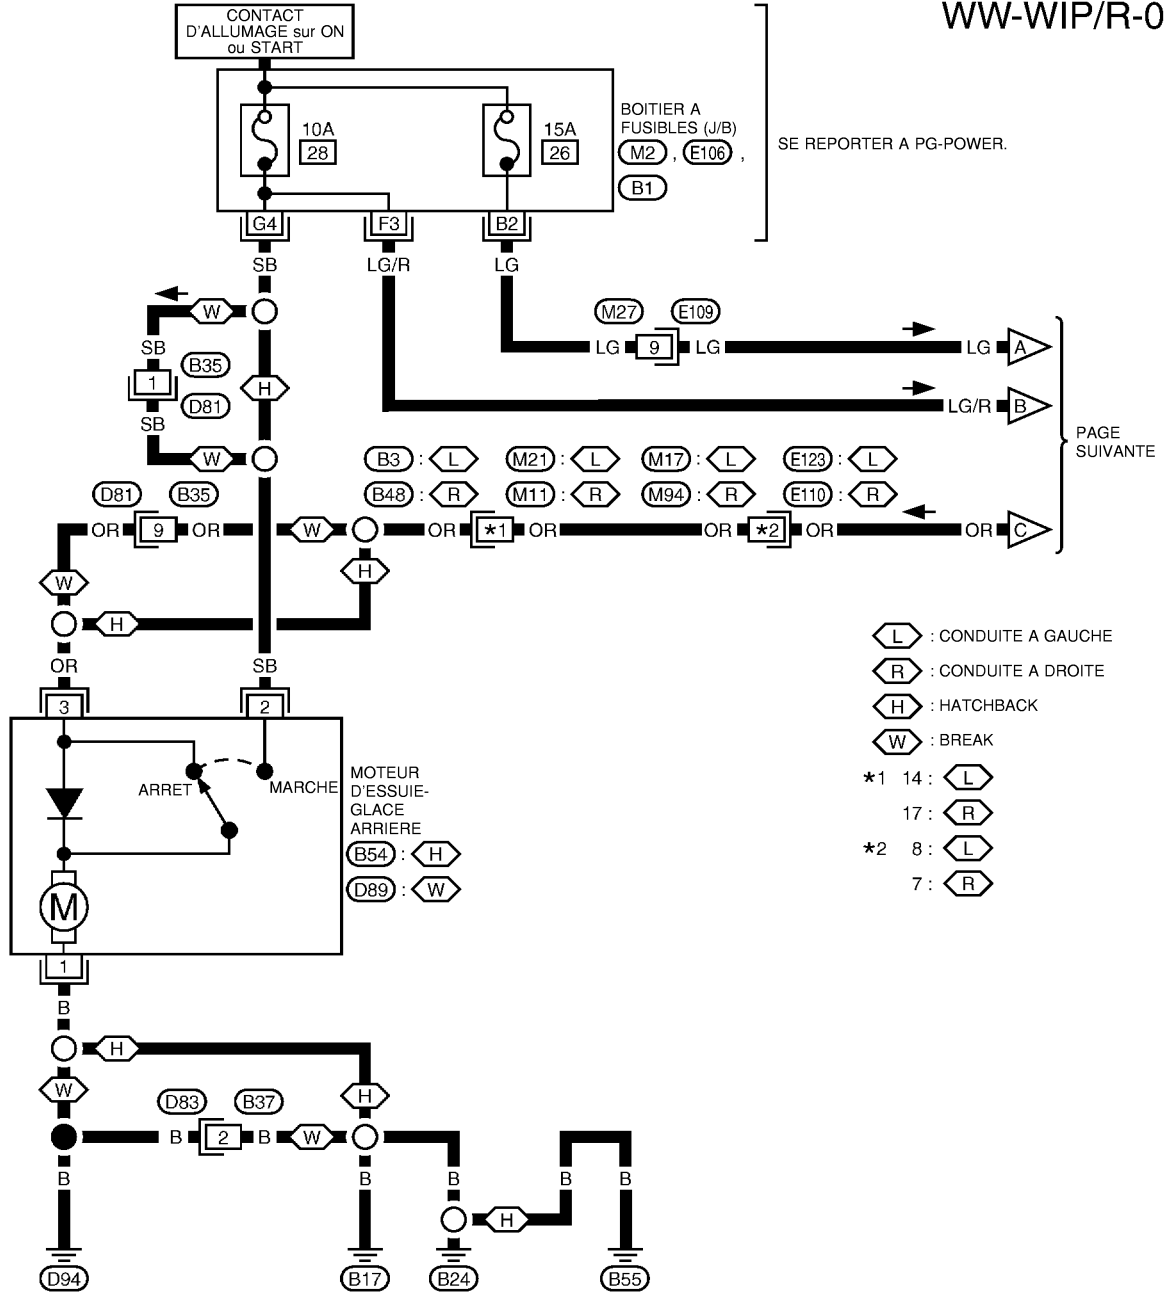 WW-WIP/R-0
CONTACT
D'ALLUMAGE sur ON
ou START
10A
28
15A
26
BOITIER A
FUSIBLES (J/B)
M2 , E106 ,
B1
SE REPORTER A PG-POWER.
G4 F3 B2
SB LG/R LG
W
M27 E109
LG 9 LG LG A
SB
B35
1
H
D81
LG/R B
SB
W
PAGE
SUIVANTE
B3 : L M21 : L M17 : L E123 : L
B48 : R M11 : R M94 : R E110 : R
D81 B35
OR 9 OR W OR *1 OR OR *2 OR OR C
W H
H
OR SB
3 2
L : CONDUITE A GAUCHE
R : CONDUITE A DROITE
H : HATCHBACK
W : BREAK
*1 14 : L
17 : R
*2 8 : L
7 : R
ARRET MARCHE
MOTEUR
D'ESSUIE-
GLACE
ARRIERE
B54 : H
D89 : W
M
1
B
H
W H
D83 B37
B 2 B W
B B B B B
H
D94 B17 B24 B55